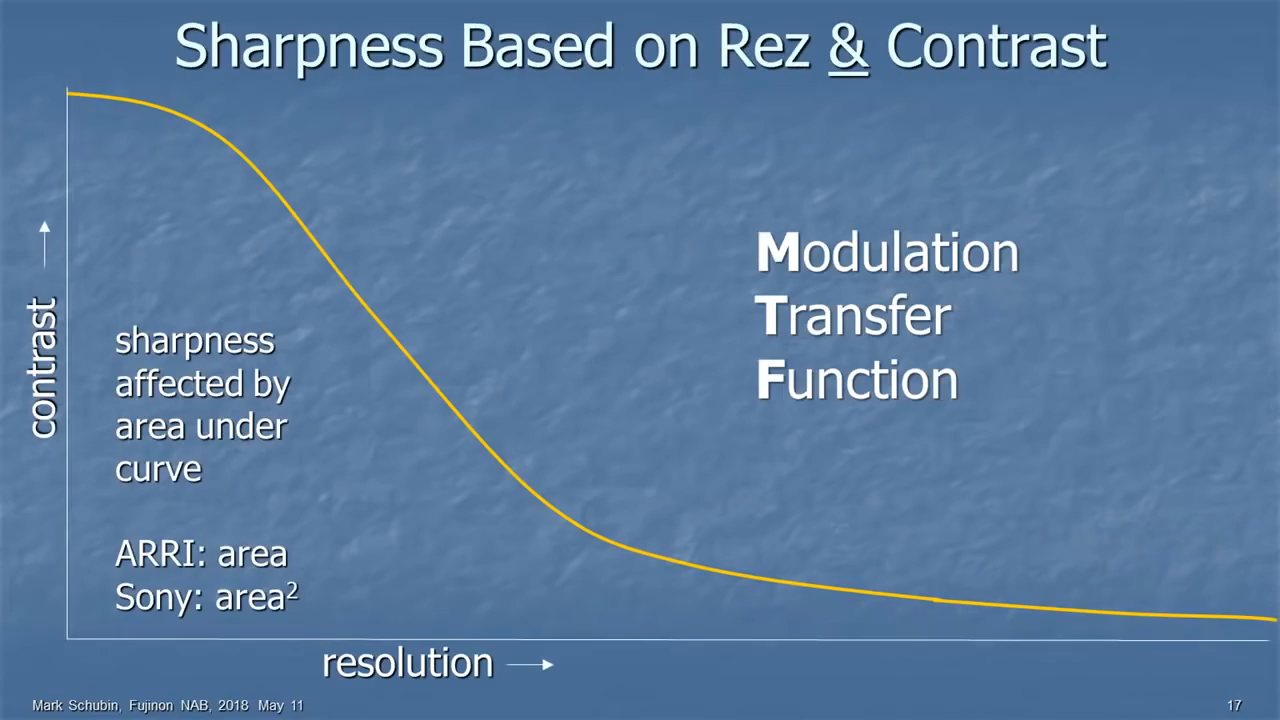 Sharpness Based on Rez & Contrast
contrast
sharpness
affected by
area under
curve
ARRI: area
Sony: area²
Modulation
Transfer
Function
resolution
Mark Schubin, Fujinon NAB, 2018 May 11
17